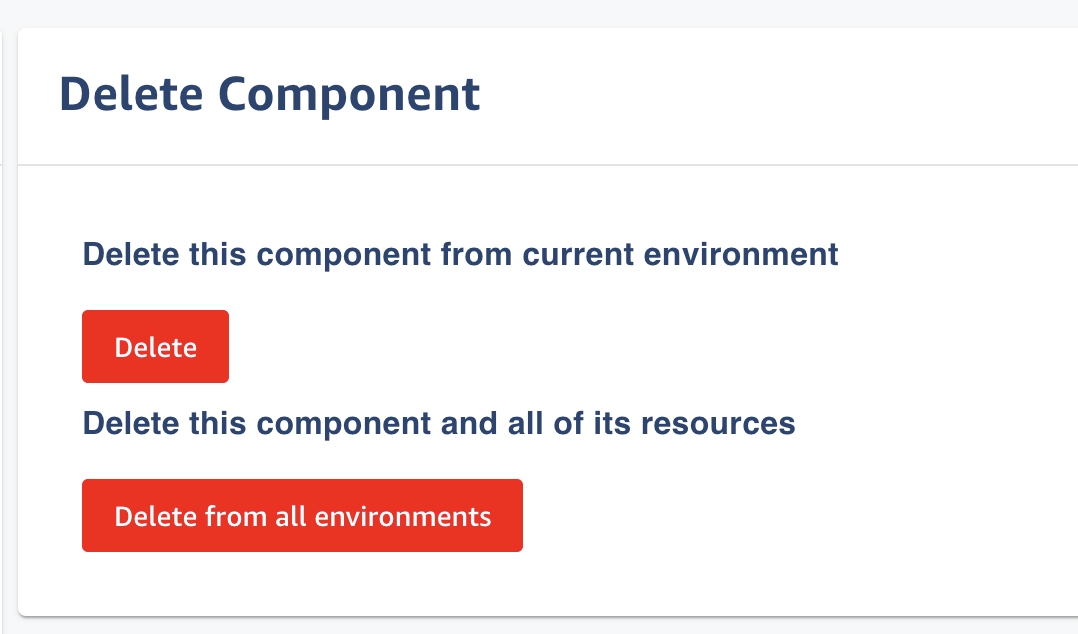 Delete Component
Delete this component from current environment
Delete
Delete this component and all of its resources
Delete from all environments